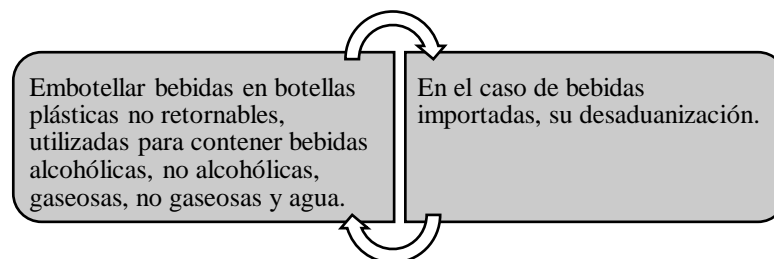 Embotellar bebidas en botellas
plásticas no retornables,
utilizadas para contener bebidas
alcohólicas, no alcohólicas,
gaseosas, no gaseosas y agua.
En el caso de bebidas
importadas, su desaduanización.